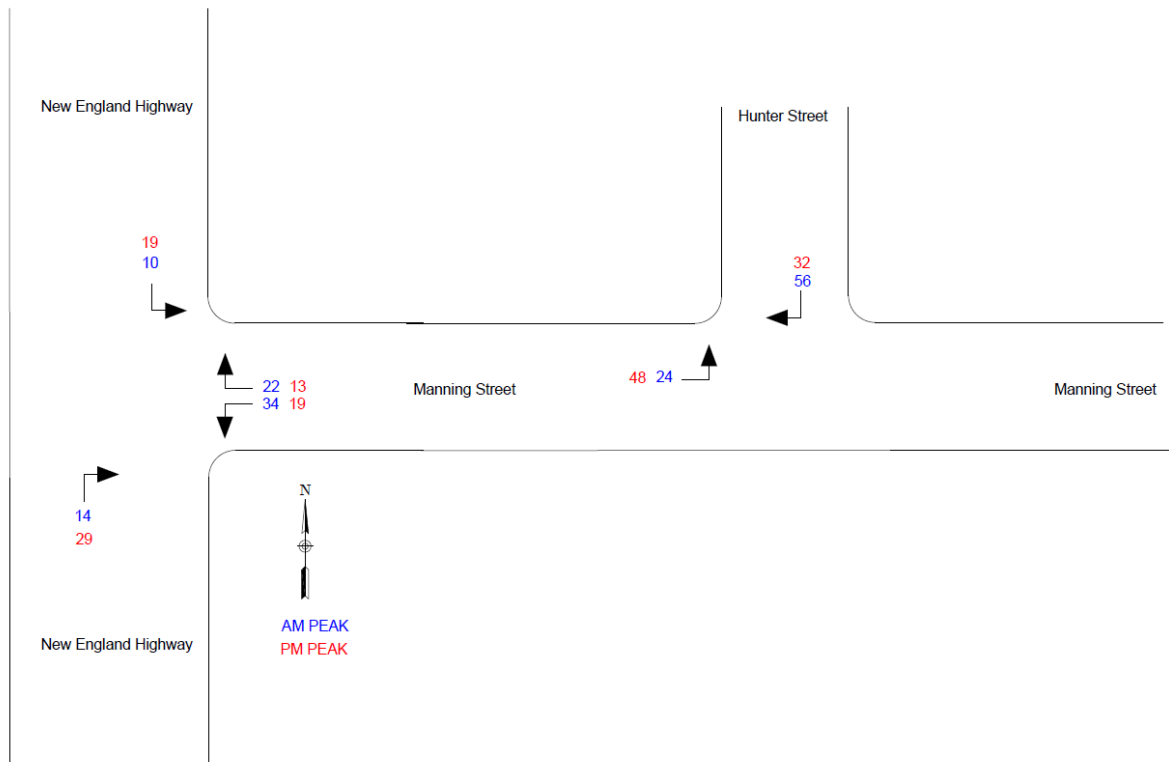 New England Highway
Hunter Street
19
10
32
56
22 13
34 19
Manning Street
48 24
Manning Street
14
29
N
AM PEAK
PM PEAK
New England Highway